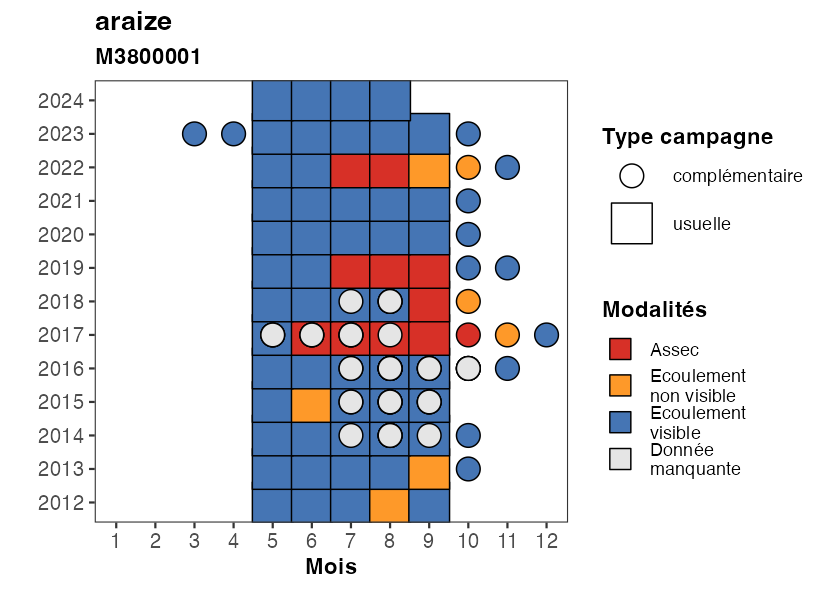 araize
M3800001
2024
2023
2022
2021
2020
2019
2018
2017
2016
2015
2014
2013
2012
1 2 3 4 5 6 7 8 9 10 11 12
Mois
Type campagne
complémentaire
usuelle
Modalités
Assec
Ecoulement
non visible
Ecoulement
visible
Donnée
manquante